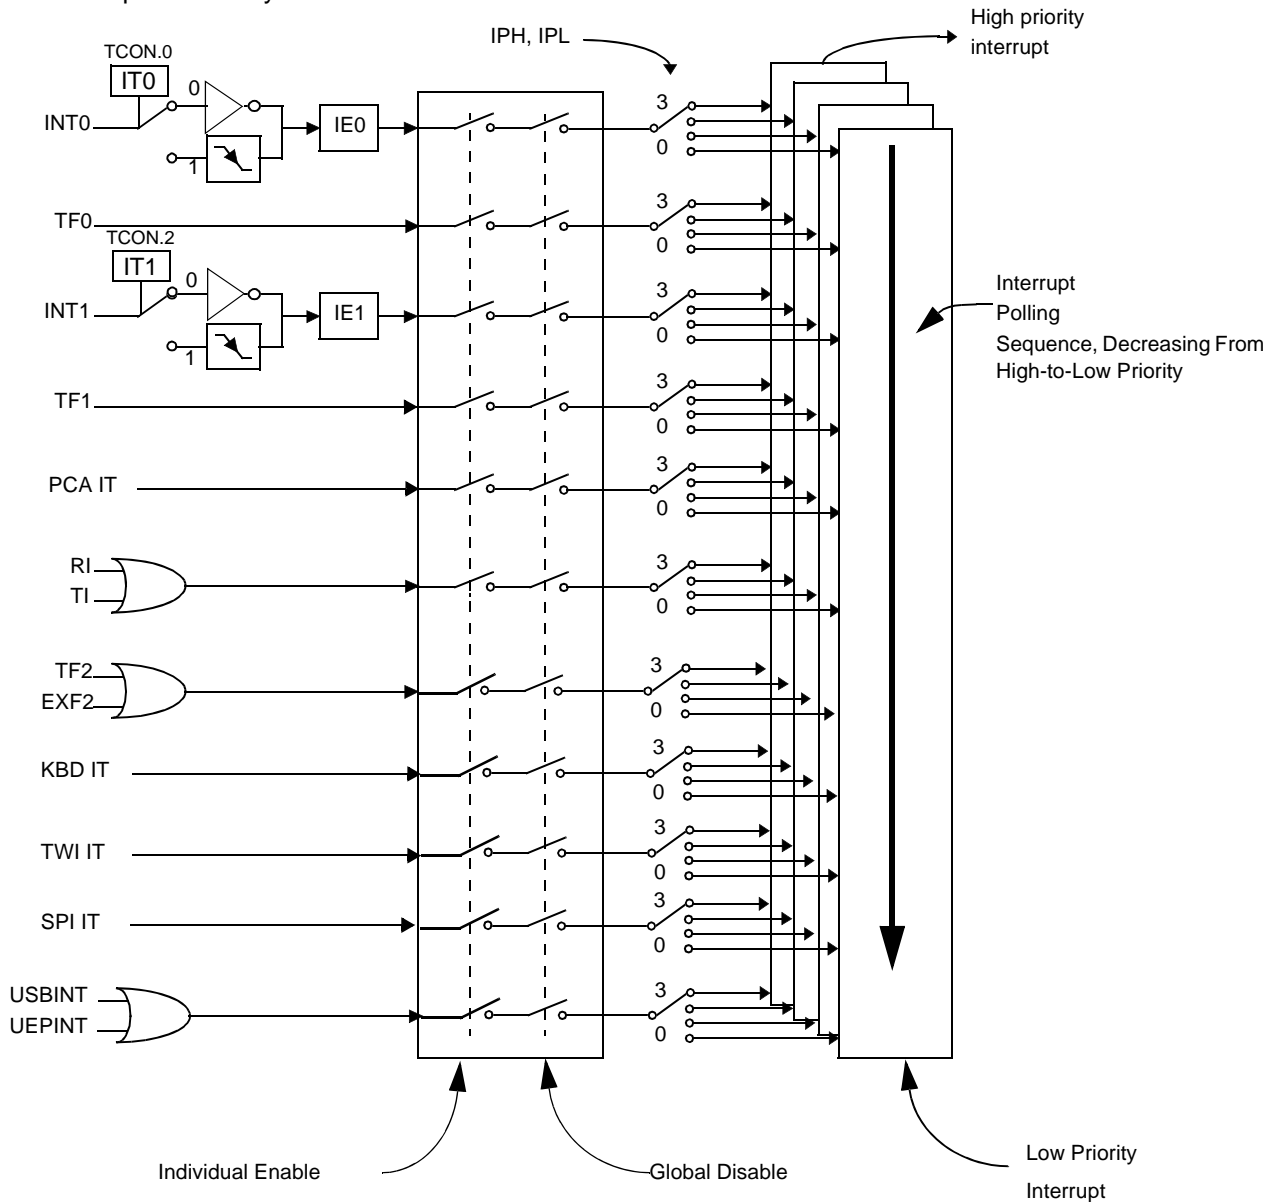 High priority
interrupt
IPH, IPL
TCON.0
IT0
0
INT0
1
IE0
3
0
TF0
3
0
TCON.2
IT1
0
INT1
1
IE1
3
0
Interrupt
Polling
Sequence, Decreasing From
High-to-Low Priority
TF1
3
0
PCA IT
3
0
RI
TI
3
0
TF2
EXF2
3
0
KBD IT
3
0
TWI IT
3
0
SPI IT
3
0
USBINT
UEPINT
3
0
Individual Enable
Global Disable
Low Priority
Interrupt